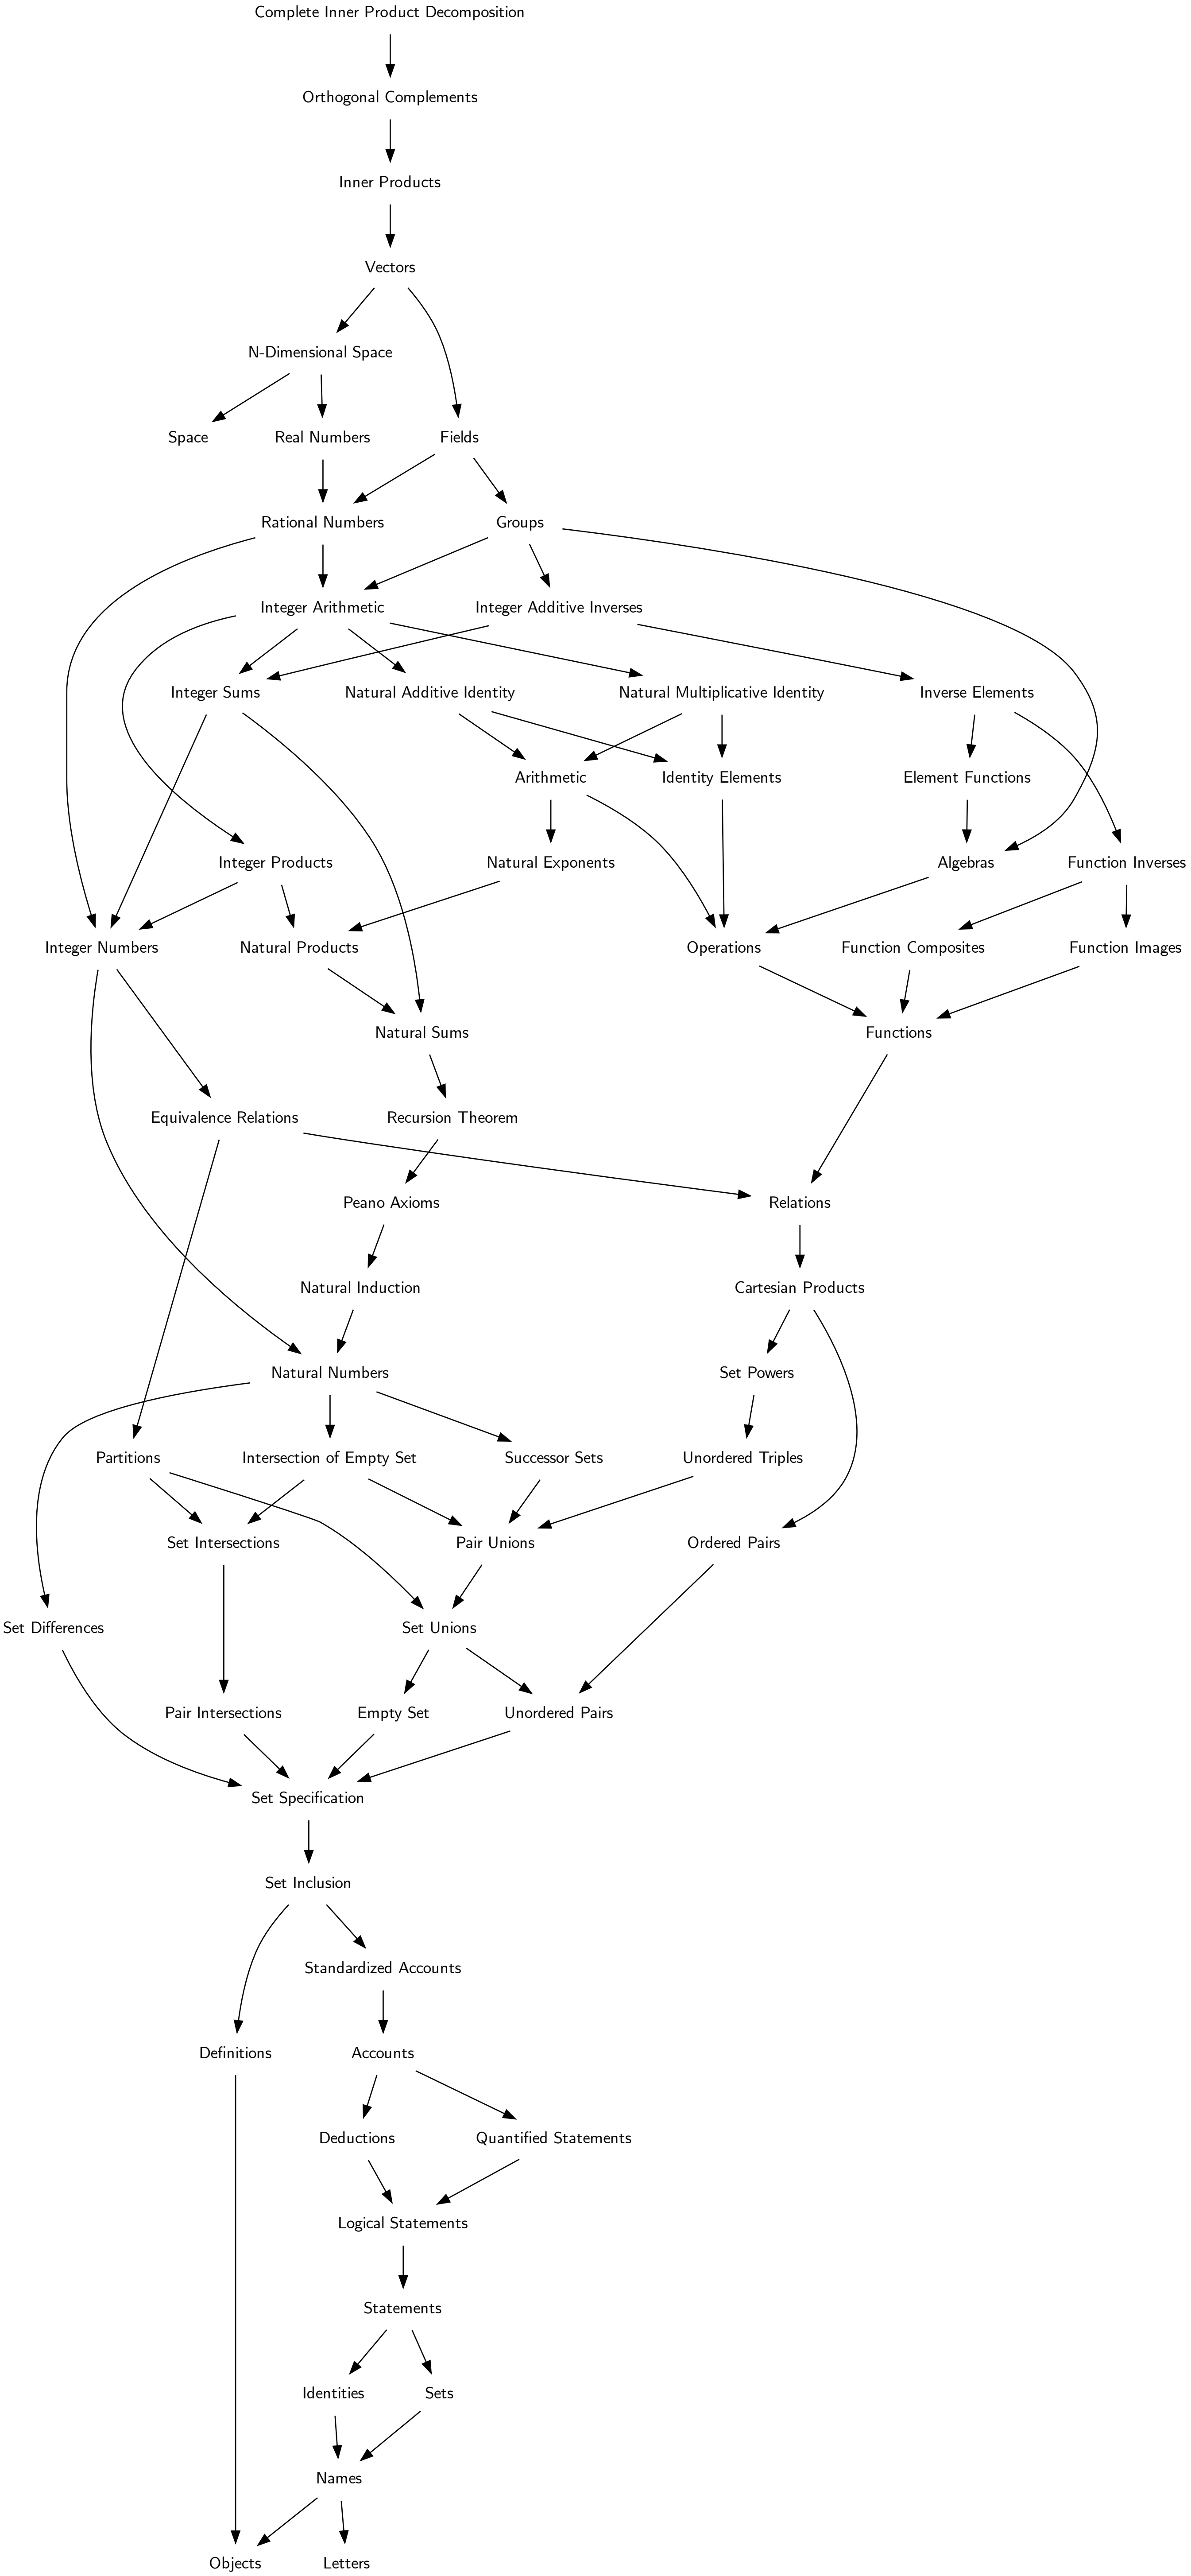 Complete Inner Product Decomposition
Orthogonal Complements
Inner Products
Vectors
N-Dimensional Space
Space
Real Numbers
Fields
Rational Numbers
Groups
Integer Arithmetic
Integer Additive Inverses
Integer Sums
Natural Additive Identity
Natural Multiplicative Identity
Inverse Elements
Arithmetic
Identity Elements
Element Functions
Integer Products
Natural Exponents
Algebras
Function Inverses
Integer Numbers
Natural Products
Operations
Function Composites
Function Images
Natural Sums
Functions
Equivalence Relations
Recursion Theorem
Peano Axioms
Relations
Natural Induction
Cartesian Products
Natural Numbers
Set Powers
Partitions
Intersection of Empty Set
Successor Sets
Unordered Triples
Set Intersections
Pair Unions
Ordered Pairs
Set Differences
Set Unions
Pair Intersections
Empty Set
Unordered Pairs
Set Specification
Set Inclusion
Standardized Accounts
Definitions
Accounts
Deductions
Quantified Statements
Logical Statements
Statements
Identities
Sets
Names
Objects
Letters